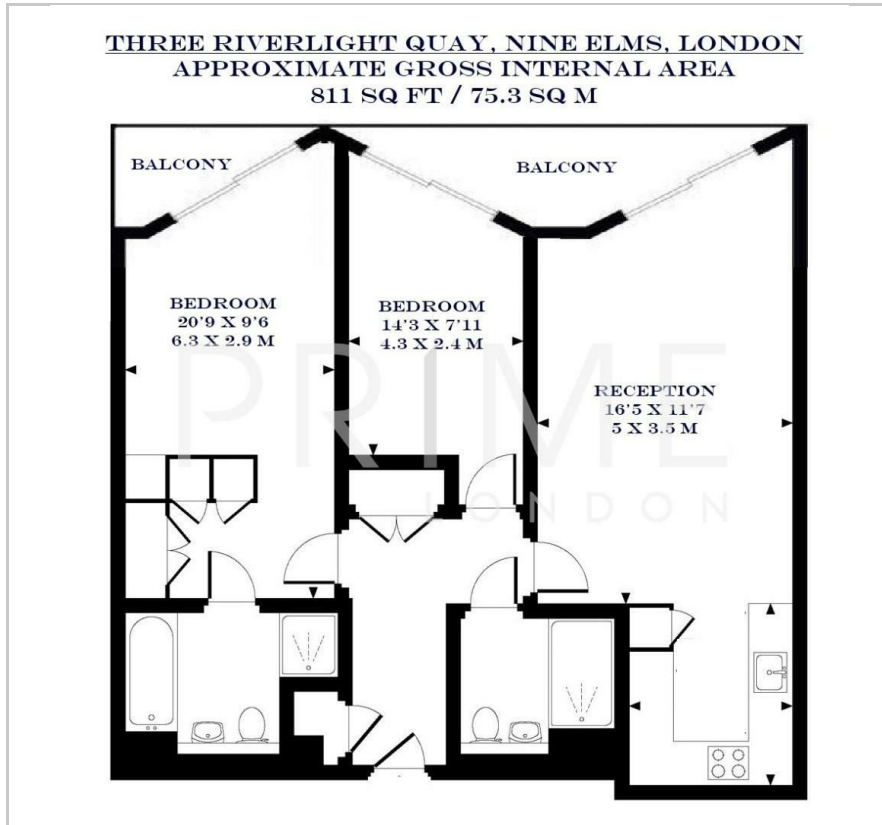 THREE RIVERLIGHT QUAY, NINE ELMS, LONDON
APPROXIMATE GROSS INTERNAL AREA
811 SQ FT / 75.3 SQ M
BALCONY
BALCONY
BEDROOM
20'9 X 9'6
6.3 X 2.9 M
BEDROOM
14'3 X 7'11
4.3 X 2.4 M
RECEPTION
16'5 X 11'7
5 X 3.5 M
PRIME
LONDON